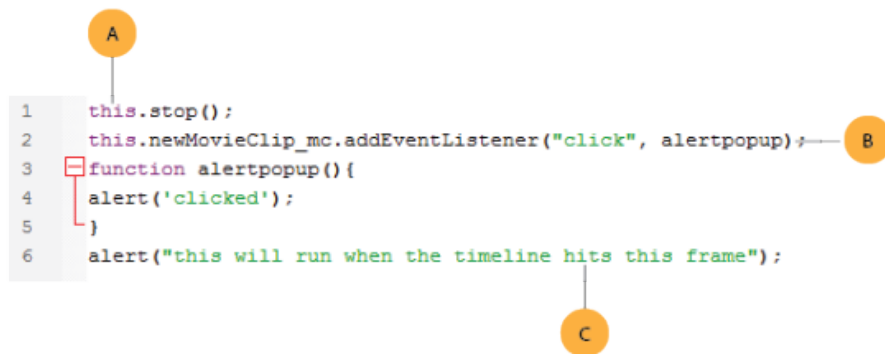 A
1 this.stop();
2 this.newMovieClip_mc.addEventListener("click", alertpopup);
B
3 function alertpopup(){
4 alert('clicked');
5 }
6 alert("this will run when the timeline hits this frame");
C